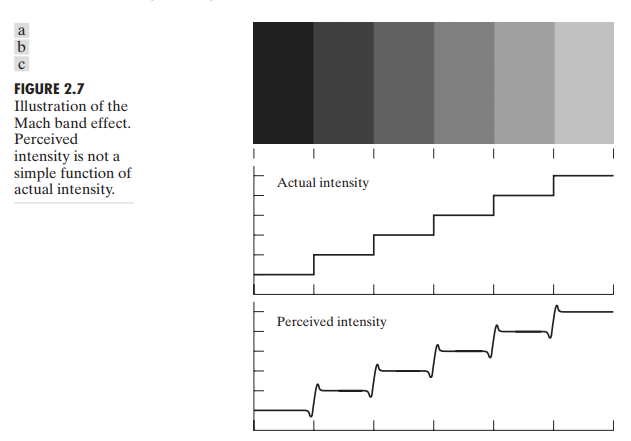 a
b
c
FIGURE 2.7
Illustration of the
Mach band effect.
Perceived
intensity is not a
simple function of
actual intensity.
Actual intensity
Perceived intensity